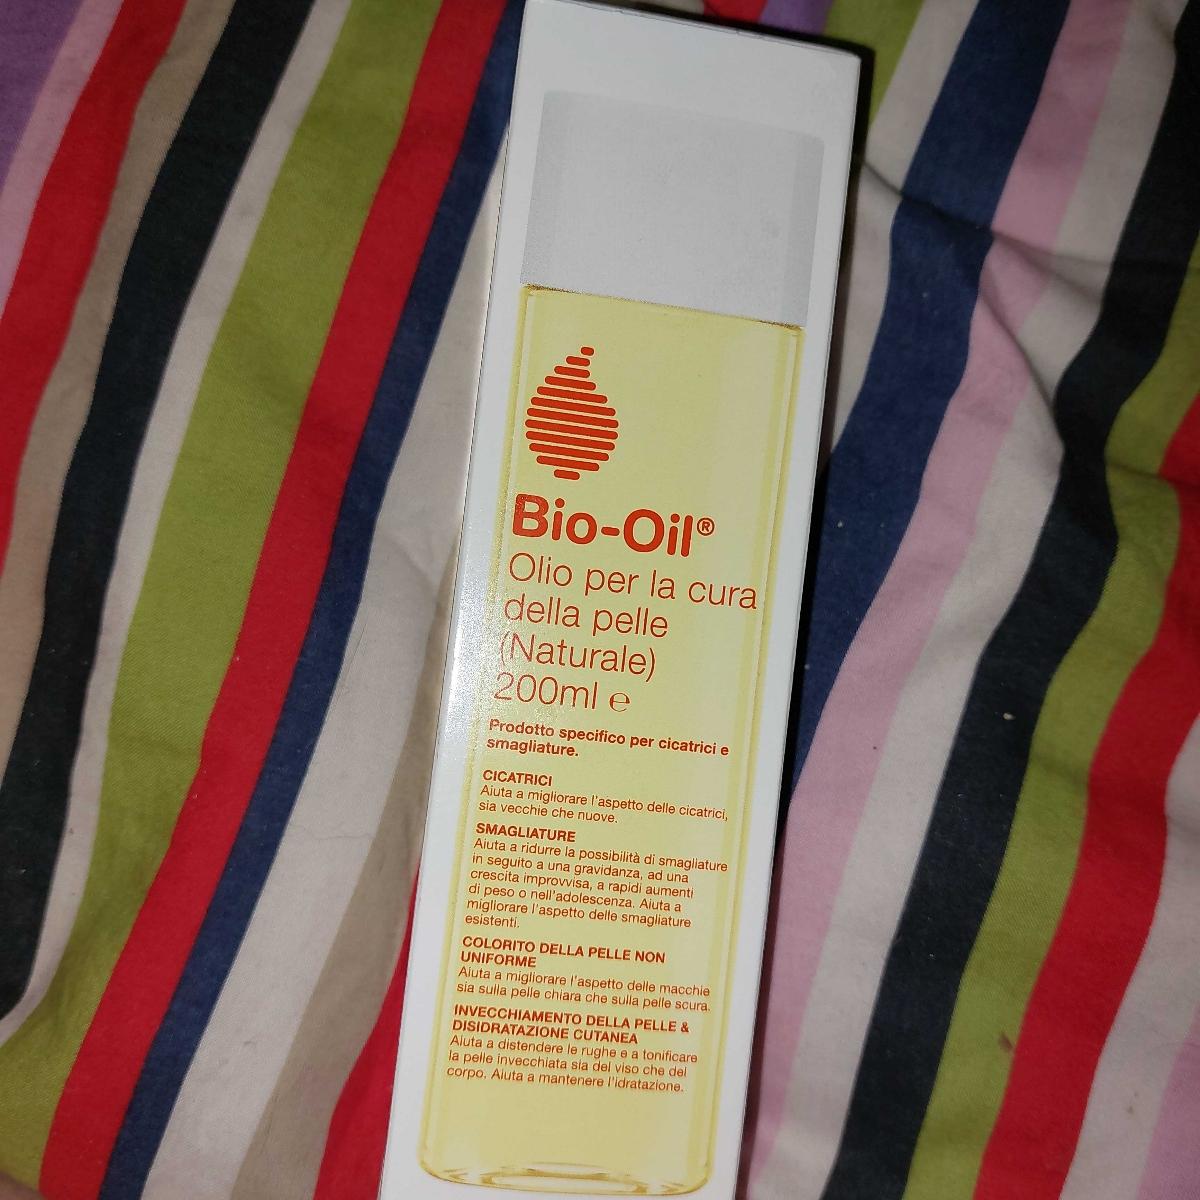 Bio-Oil®
Olio per la cura
della pelle
(Naturale)
200ml ℮
Prodotto specifico per cicatrici e
smagliature.
CICATRICI
Aiuta a migliorare l'aspetto delle cicatrici,
sia vecchie che nuove.
SMAGLIATURE
Aiuta a ridurre la possibilità di smagliature
in seguito a una gravidanza, ad una
crescita improvvisa, a rapidi aumenti
di peso o nell'adolescenza. Aiuta a
migliorare l'aspetto delle smagliature
esistenti.
COLORITO DELLA PELLE NON
UNIFORME
Aiuta a migliorare l'aspetto delle macchie
sia sulla pelle chiara che sulla pelle scura.
INVECCHIAMENTO DELLA PELLE &
DISIDRATAZIONE CUTANEA
Aiuta a distendere le rughe e a tonificare
la pelle invecchiata sia del viso che del
corpo. Aiuta a mantenere l'idratazione.